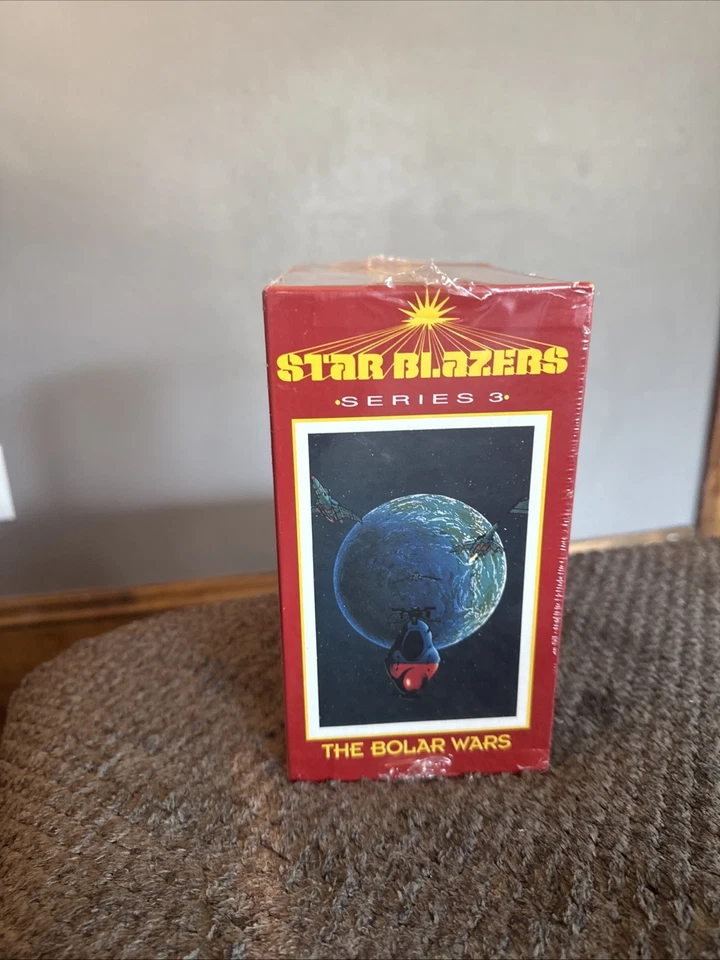 STAR BLAZERS
•SERIES 3•
THE BOLAR WARS